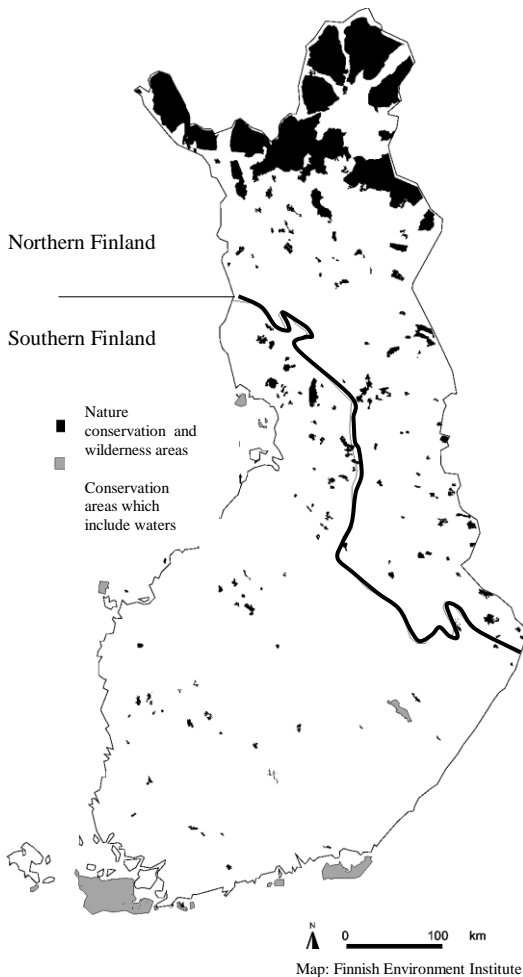 Northern Finland
Southern Finland
Nature
conservation and
wilderness areas
Conservation
areas which
include waters
N
0 100 km
Map: Finnish Environment Institute